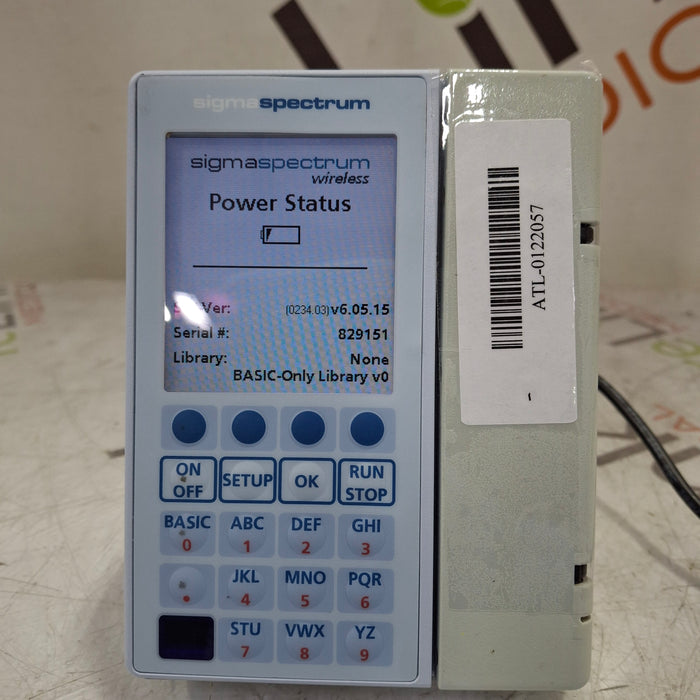 sigmaspectrum
sigmaspectrum
wireless
Power Status
Ver: (0234.03)v6.05.15
Serial #: 829151
Library: None
BASIC-Only Library v0
ON OFF
SETUP
OK
RUN STOP
BASIC 0
ABC 1
DEF 2
GHI 3
.
JKL 4
MNO 5
PQR 6
STU 7
VWX 8
YZ 9
ATL-0122057
-